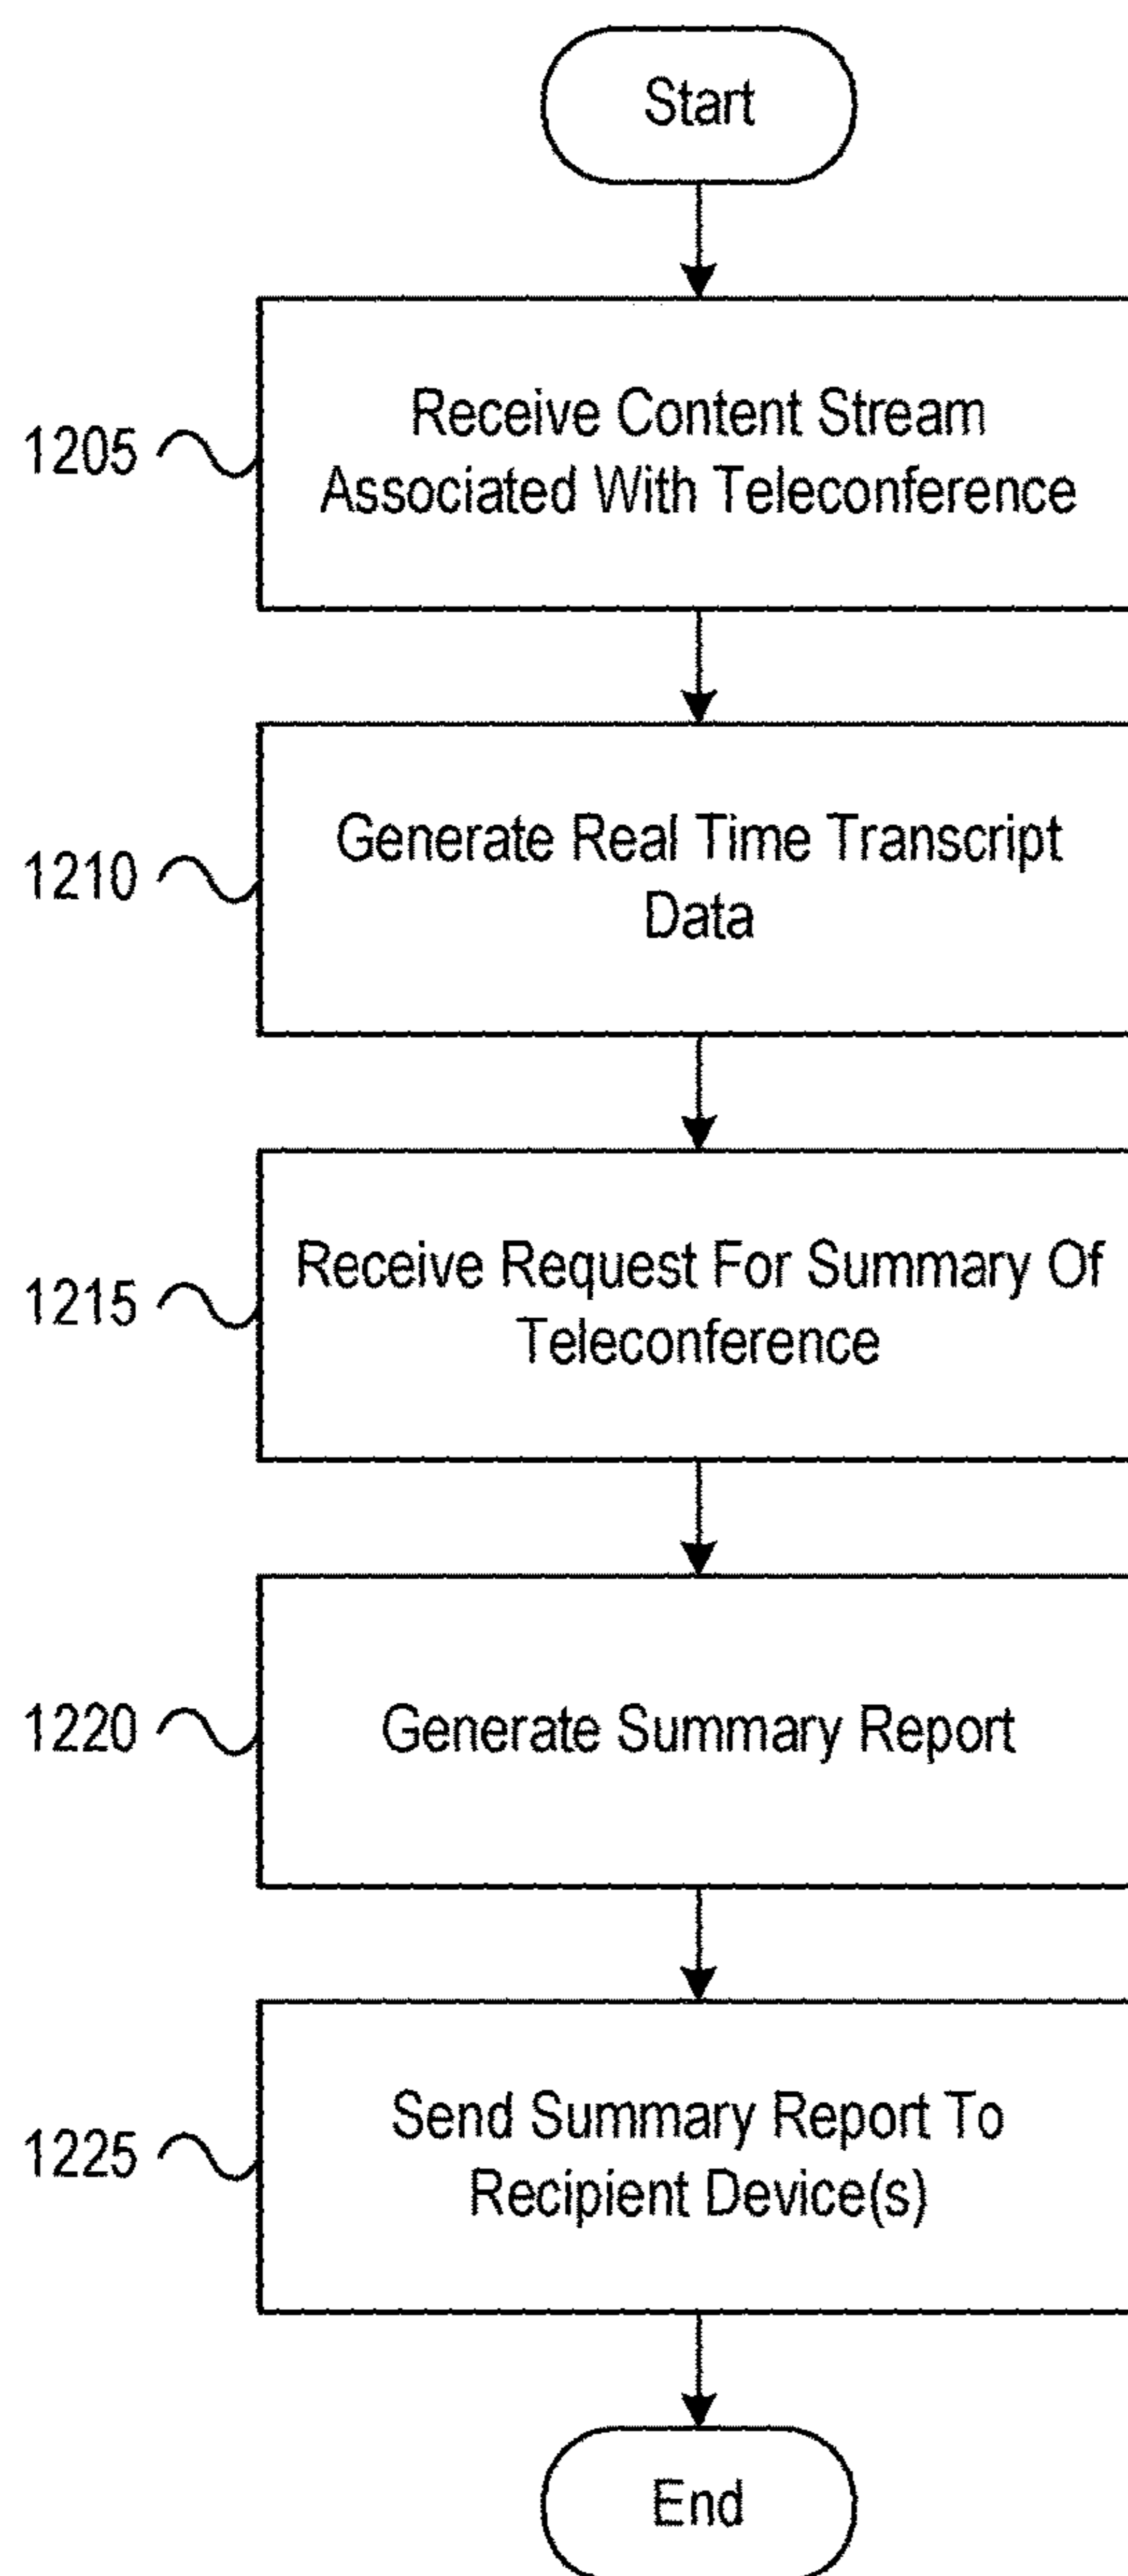 Start
1205
Receive Content Stream
Associated With Teleconference
1210
Generate Real Time Transcript
Data
1215
Receive Request For Summary Of
Teleconference
1220
Generate Summary Report
1225
Send Summary Report To
Recipient Device(s)
End